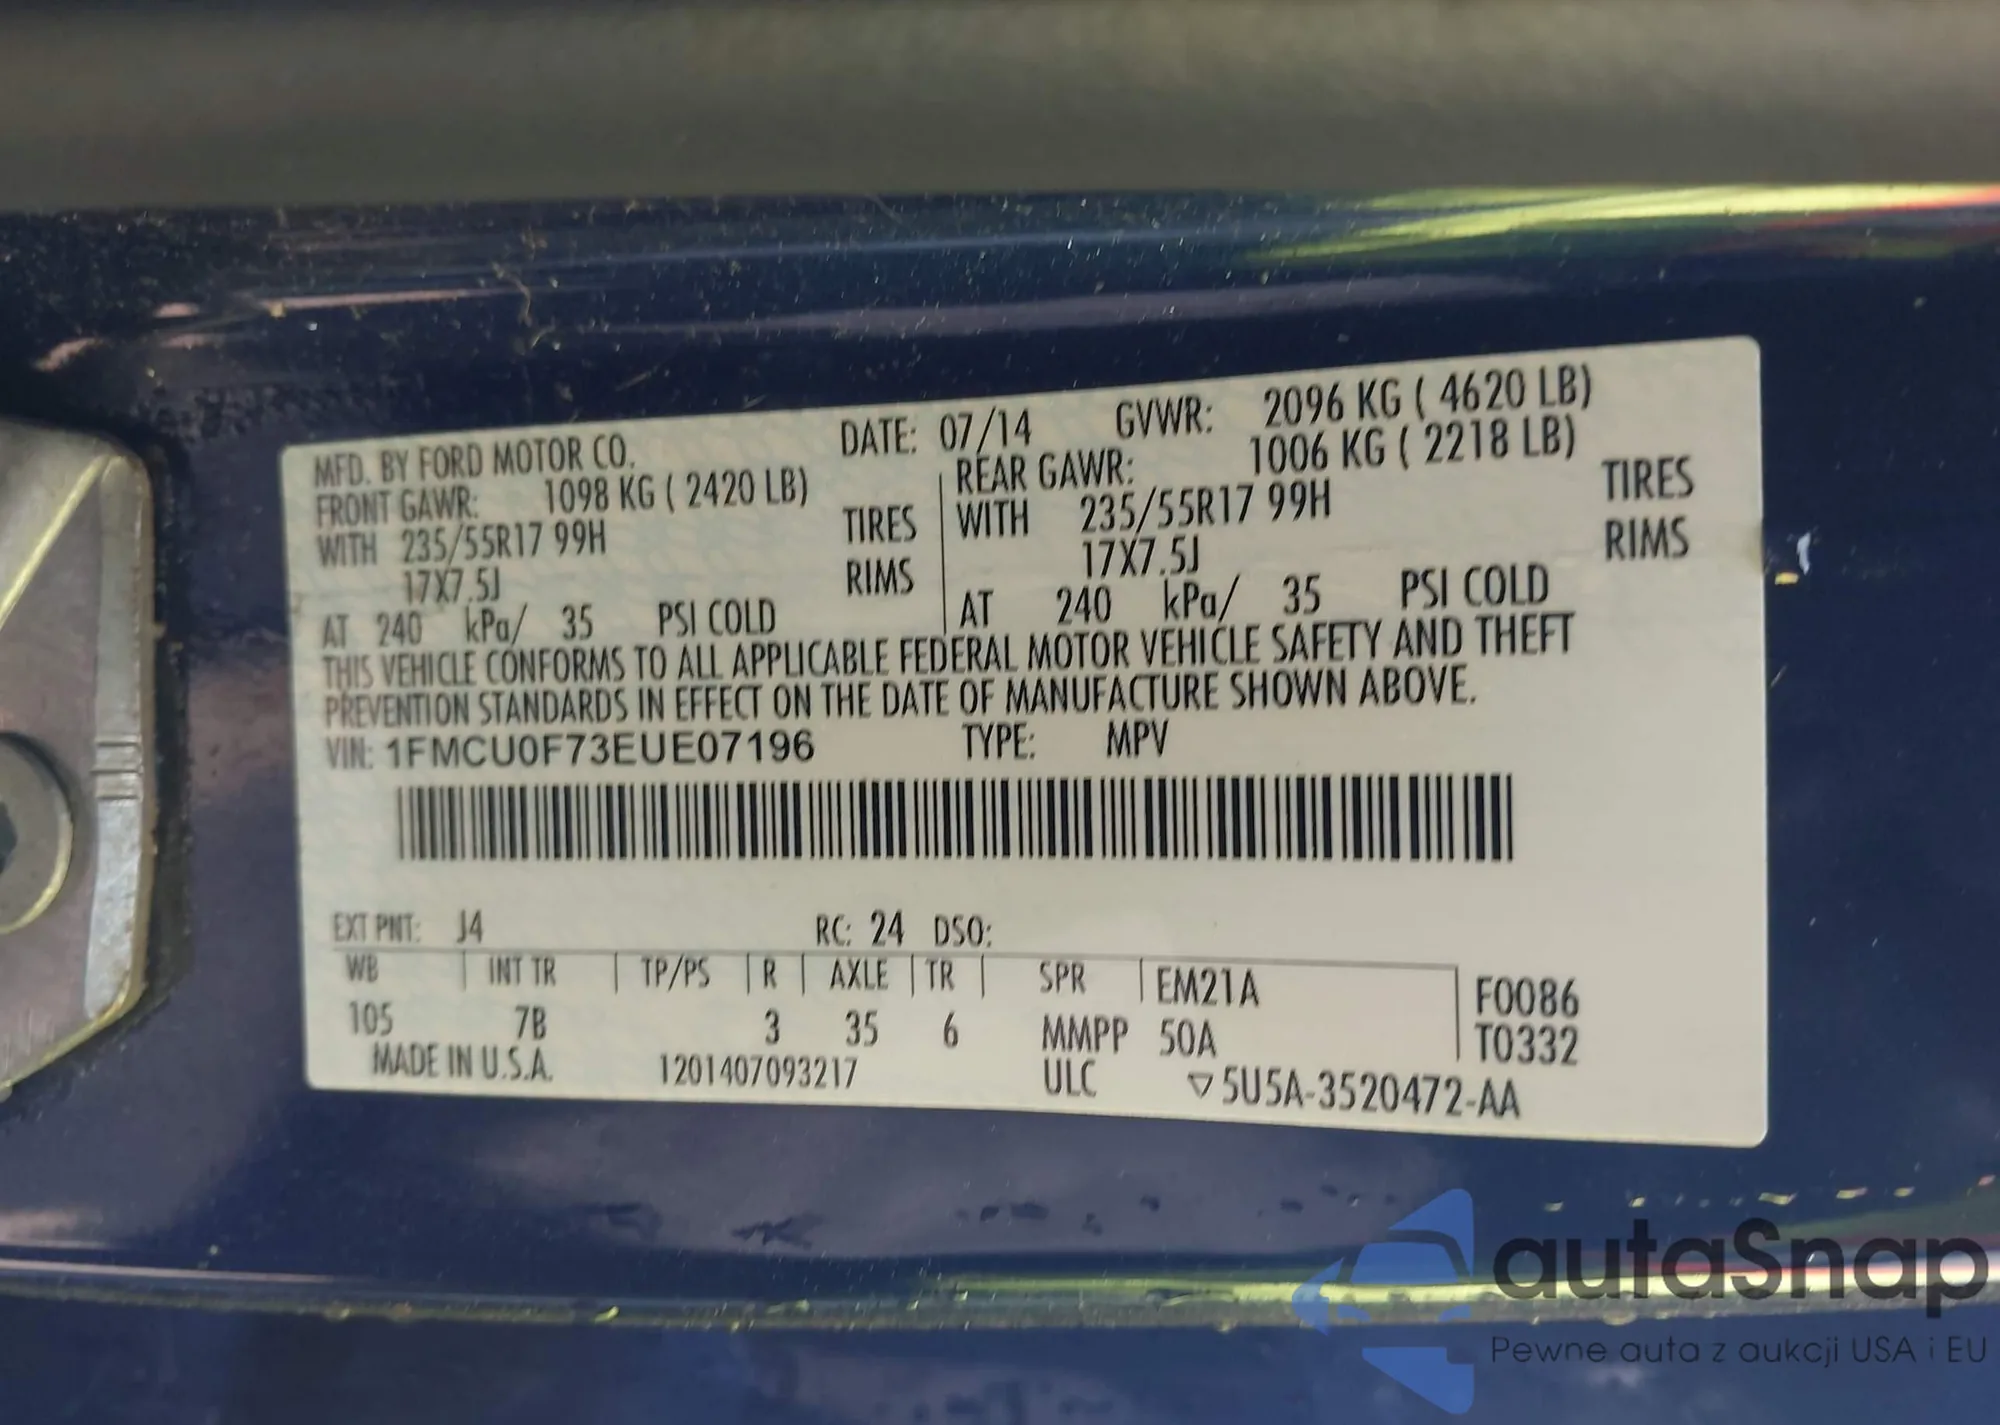 MFD. BY FORD MOTOR CO. DATE: 07/14 GVWR: 2096 KG ( 4620 LB)
FRONT GAWR: 1098 KG ( 2420 LB) REAR GAWR: 1006 KG ( 2218 LB)
WITH 235/55R17 99H TIRES WITH 235/55R17 99H TIRES
17X7.5J RIMS 17X7.5J RIMS
AT 240 kPa/ 35 PSI COLD AT 240 kPa/ 35 PSI COLD
THIS VEHICLE CONFORMS TO ALL APPLICABLE FEDERAL MOTOR VEHICLE SAFETY AND THEFT
PREVENTION STANDARDS IN EFFECT ON THE DATE OF MANUFACTURE SHOWN ABOVE.
VIN: 1FMCU0F73EUE07196 TYPE: MPV
EXT PNT: J4 RC: 24 DSO:
WB INT TR TP/PS R AXLE TR SPR EM21A F0086
105 7B 3 35 6 MMPP 50A T0332
MADE IN U.S.A. 1201407093217 ULC ▽5U5A-3520472-AA
autaSnap
Pewne auta z aukcji USA i EU